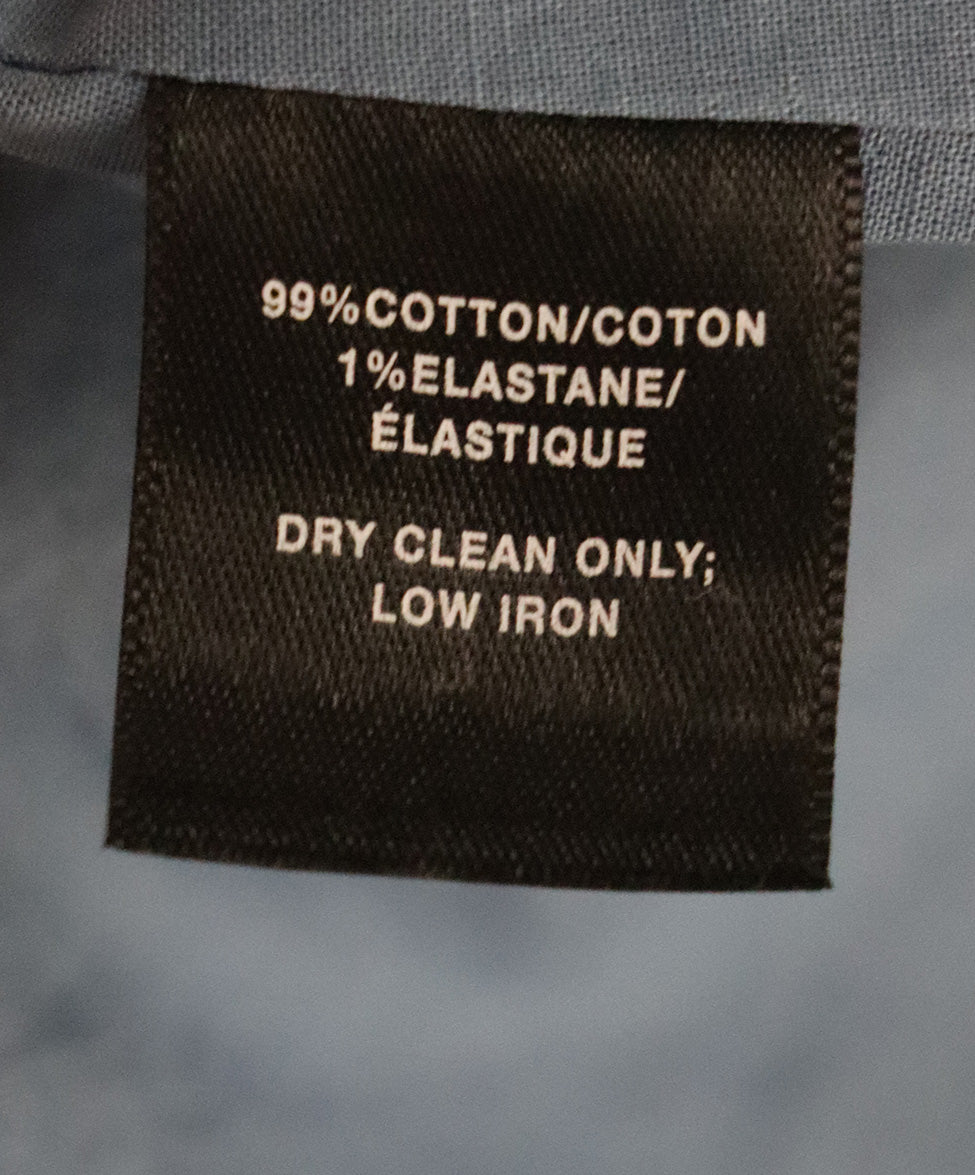 99%COTTON/COTON
1%ELASTANE/
ÉLASTIQUE
DRY CLEAN ONLY;
LOW IRON